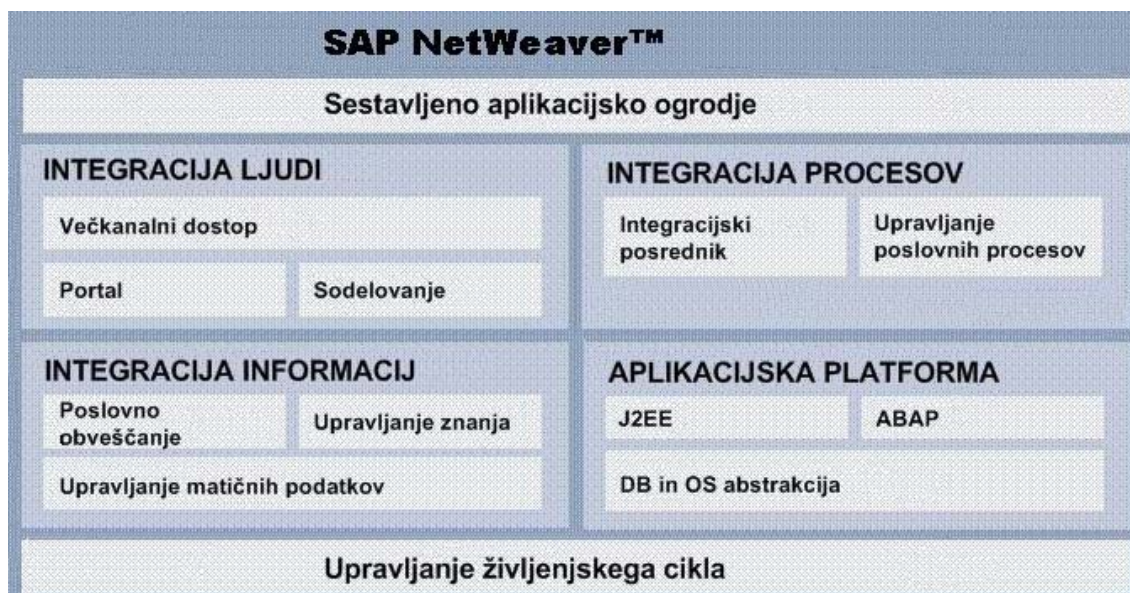 SAP NetWeaver™
Sestavljeno aplikacijsko ogrodje
INTEGRACIJA LJUDI
Večkanalni dostop
Portal
Sodelovanje
INTEGRACIJA PROCESOV
Integracijski
posrednik
Upravljanje
poslovnih procesov
INTEGRACIJA INFORMACIJ
Poslovno
obveščanje
Upravljanje znanja
Upravljanje matičnih podatkov
APLIKACIJSKA PLATFORMA
J2EE
ABAP
DB in OS abstrakcija
Upravljanje življenjskega cikla